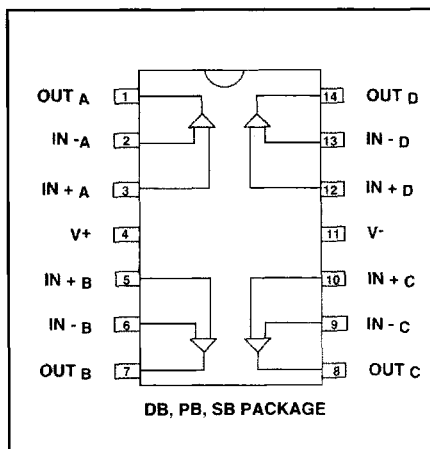 OUT A 1 14 OUT D
IN -A 2 13 IN - D
IN + A 3 12 IN + D
V+ 4 11 V-
IN + B 5 10 IN + C
IN - B 6 9 IN - C
OUT B 7 8 OUT C
DB, PB, SB PACKAGE